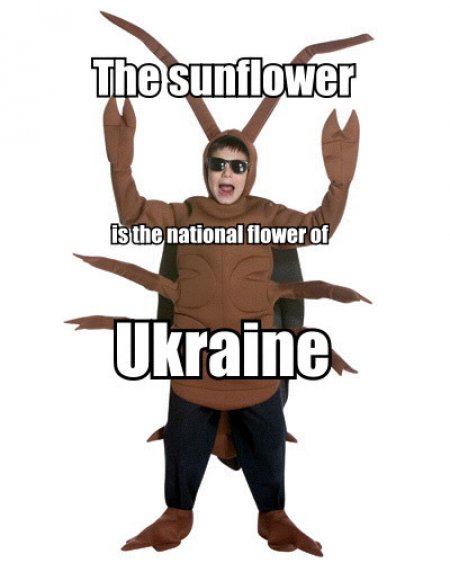 The sunflower
is the national flower of
Ukraine